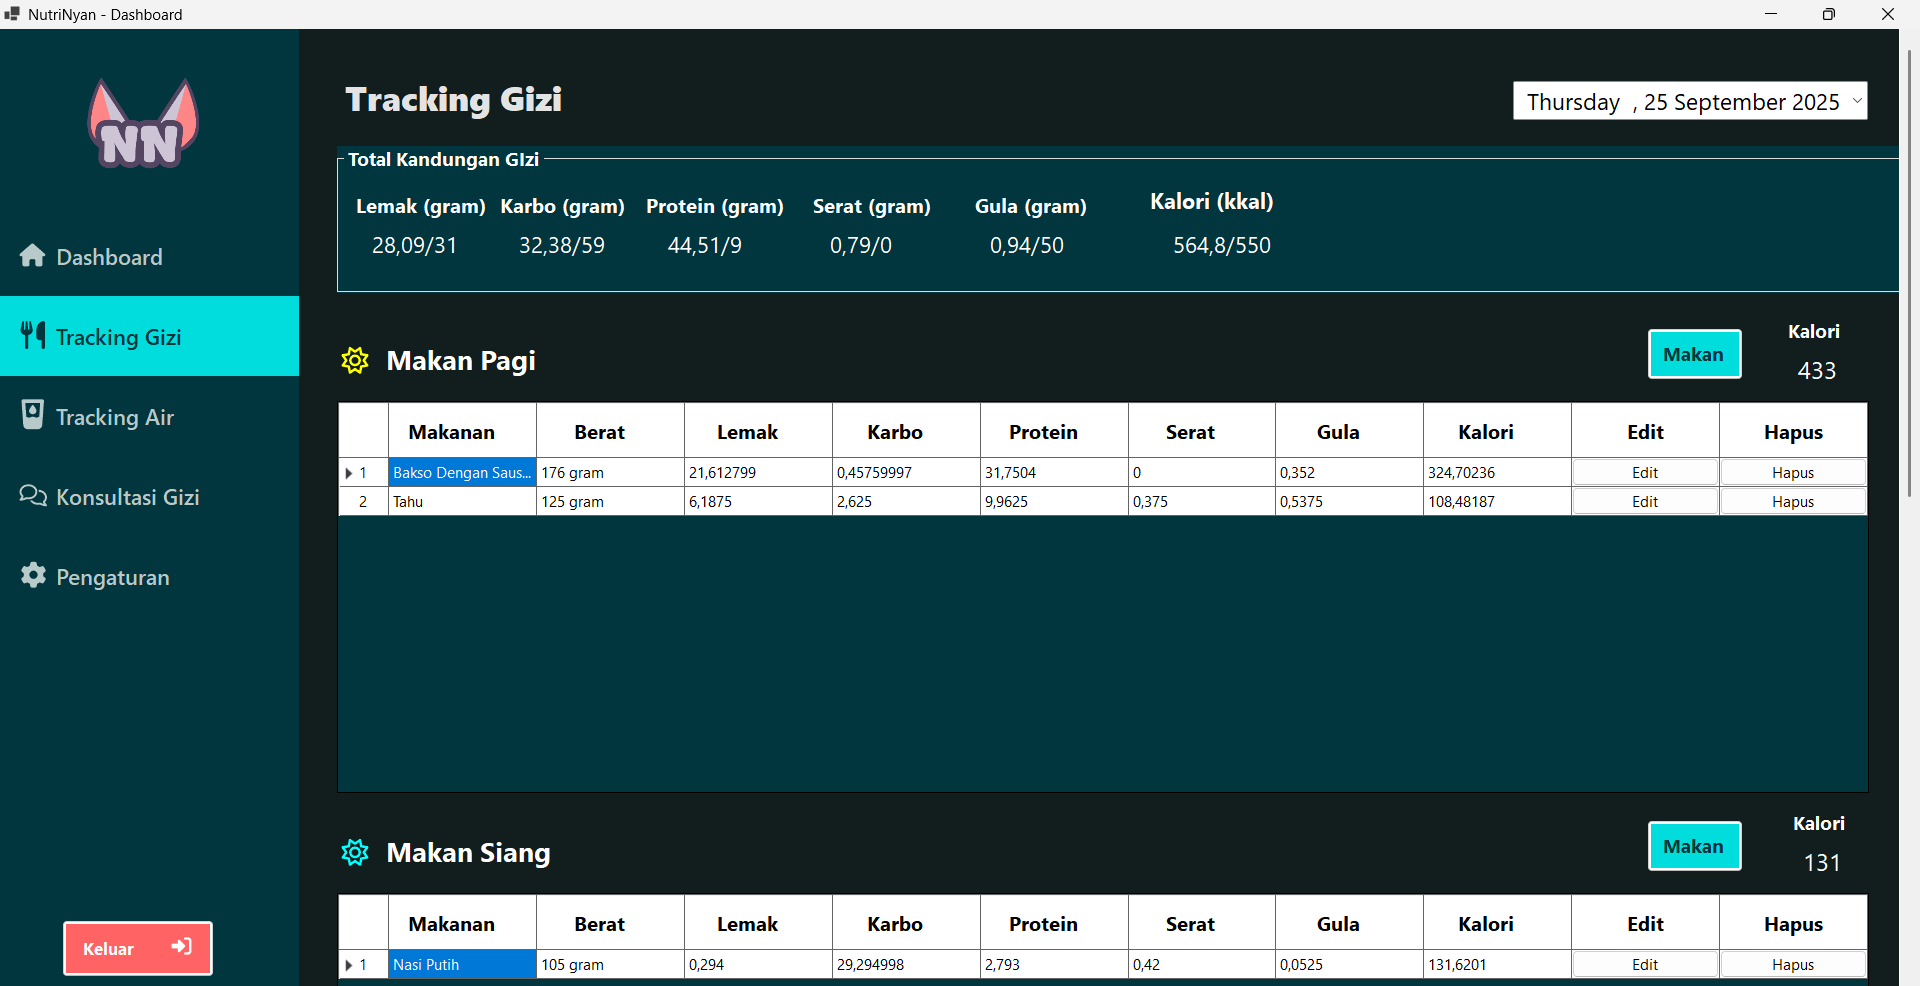 NutriNyan - Dashboard
NN
Dashboard
Tracking Gizi
Tracking Air
Konsultasi Gizi
Pengaturan
Keluar
Tracking Gizi
Thursday , 25 September 2025
Total Kandungan GIzi
Lemak (gram) Karbo (gram) Protein (gram) Serat (gram) Gula (gram) Kalori (kkal)
28,09/31 32,38/59 44,51/9 0,79/0 0,94/50 564,8/550
Makan Pagi
Makan
Kalori
433
Makanan Berat Lemak Karbo Protein Serat Gula Kalori Edit Hapus
1 Bakso Dengan Saus... 176 gram 21,612799 0,45759997 31,7504 0 0,352 324,70236 Edit Hapus
2 Tahu 125 gram 6,1875 2,625 9,9625 0,375 0,5375 108,48187 Edit Hapus
Makan Siang
Makan
Kalori
131
Makanan Berat Lemak Karbo Protein Serat Gula Kalori Edit Hapus
1 Nasi Putih 105 gram 0,294 29,294998 2,793 0,42 0,0525 131,6201 Edit Hapus